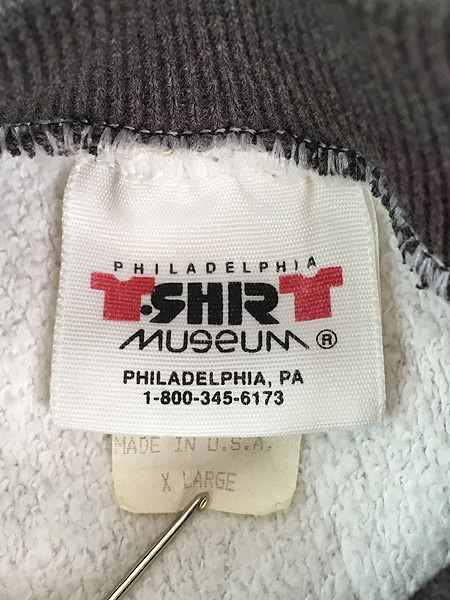 PHILADELPHIA
T-SHIRT
MUSEUM ®
PHILADELPHIA, PA
1-800-345-6173
MADE IN U.S.A.
X LARGE